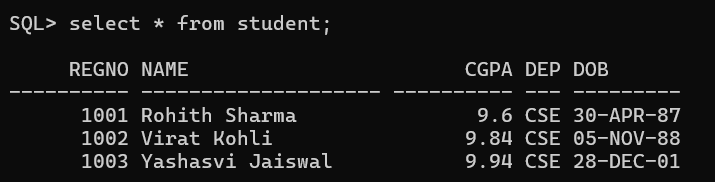 SQL> select * from student;
     REGNO NAME                       CGPA DEP DOB
---------- -------------------- ---------- --- ---------
      1001 Rohith Sharma               9.6 CSE 30-APR-87
      1002 Virat Kohli                9.84 CSE 05-NOV-88
      1003 Yashasvi Jaiswal           9.94 CSE 28-DEC-01